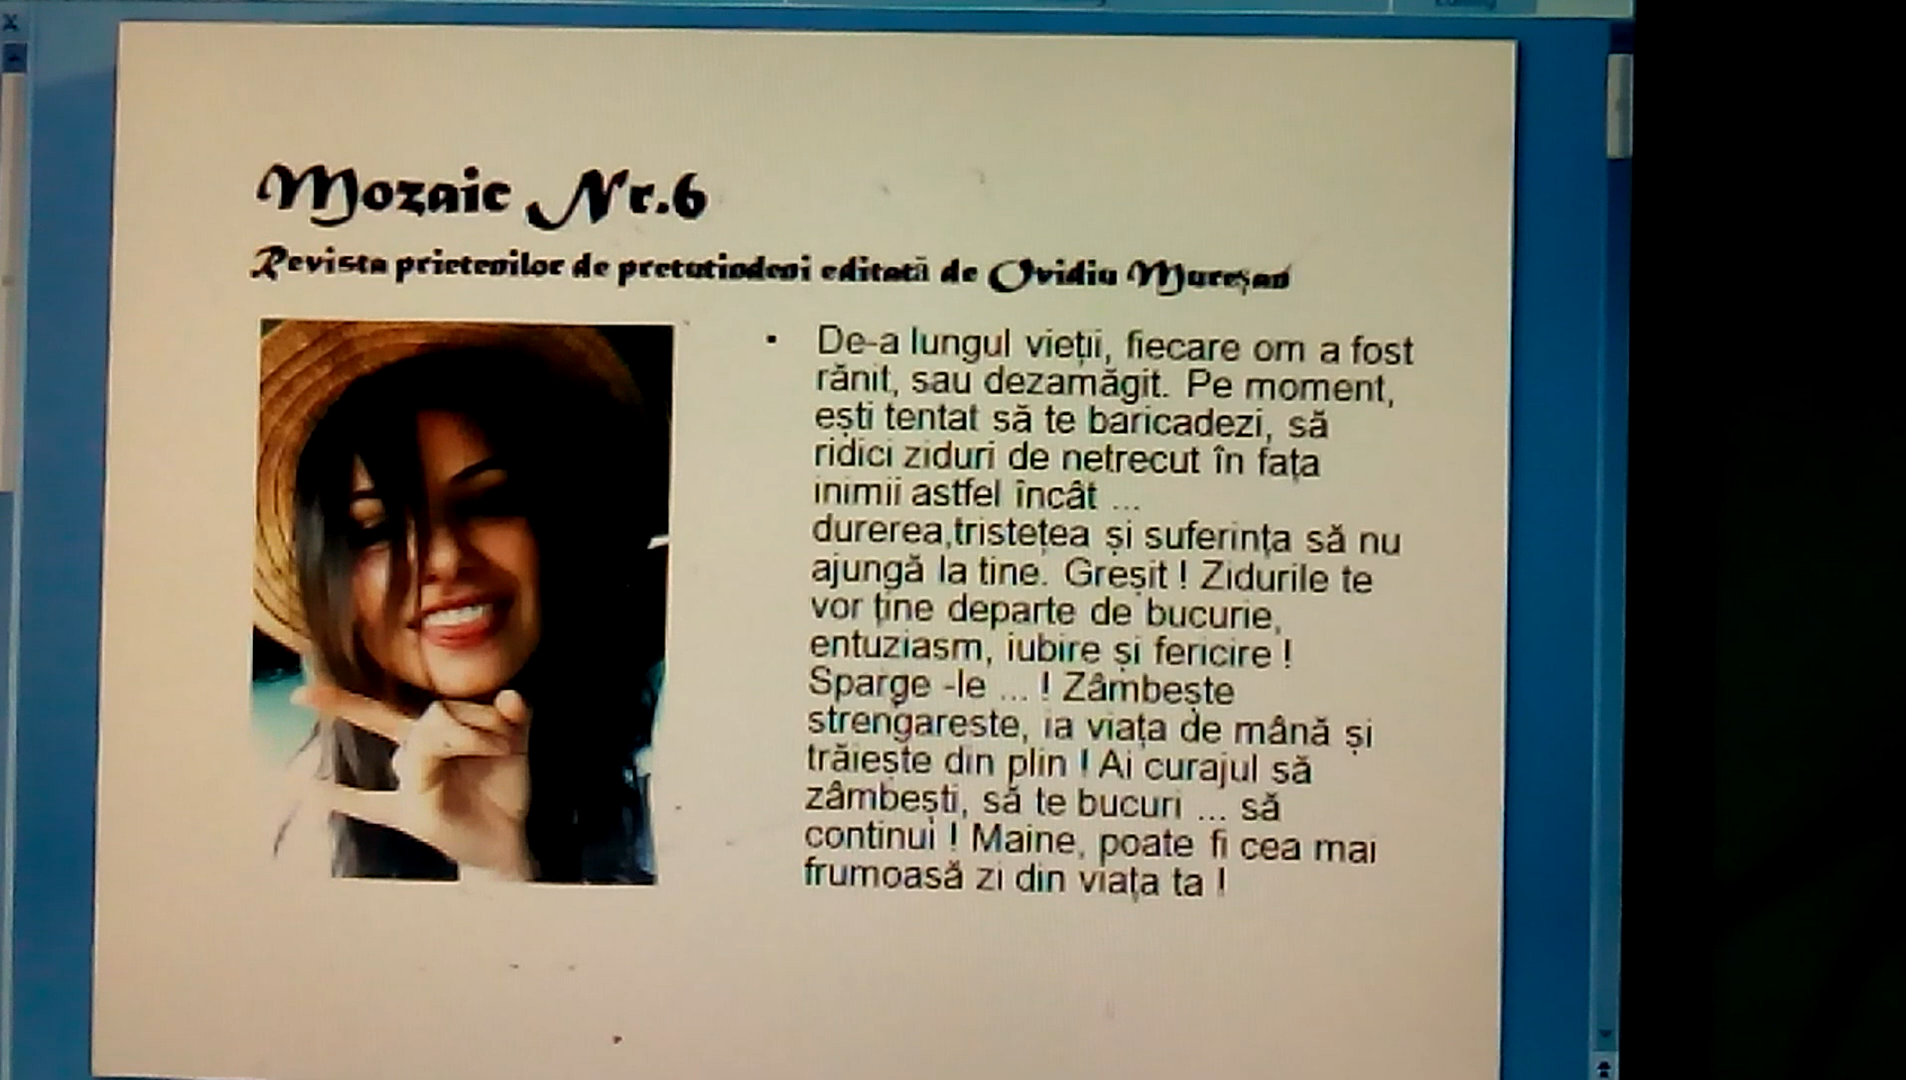 Mozaic Nr.6
Revista prietenilor de pretutindeni editată de Ovidiu Mureşan
• De-a lungul vieții, fiecare om a fost
rănit, sau dezamăgit. Pe moment,
ești tentat să te baricadezi, să
ridici ziduri de netrecut în fața
inimii astfel încât ...
durerea,tristețea și suferința să nu
ajungă la tine. Greșit ! Zidurile te
vor ține departe de bucurie,
entuziasm, iubire și fericire !
Sparge -le ... ! Zâmbește
strengareste, ia viața de mână și
trăiește din plin ! Ai curajul să
zâmbești, să te bucuri ... să
continui ! Maine, poate fi cea mai
frumoasă zi din viața ta !